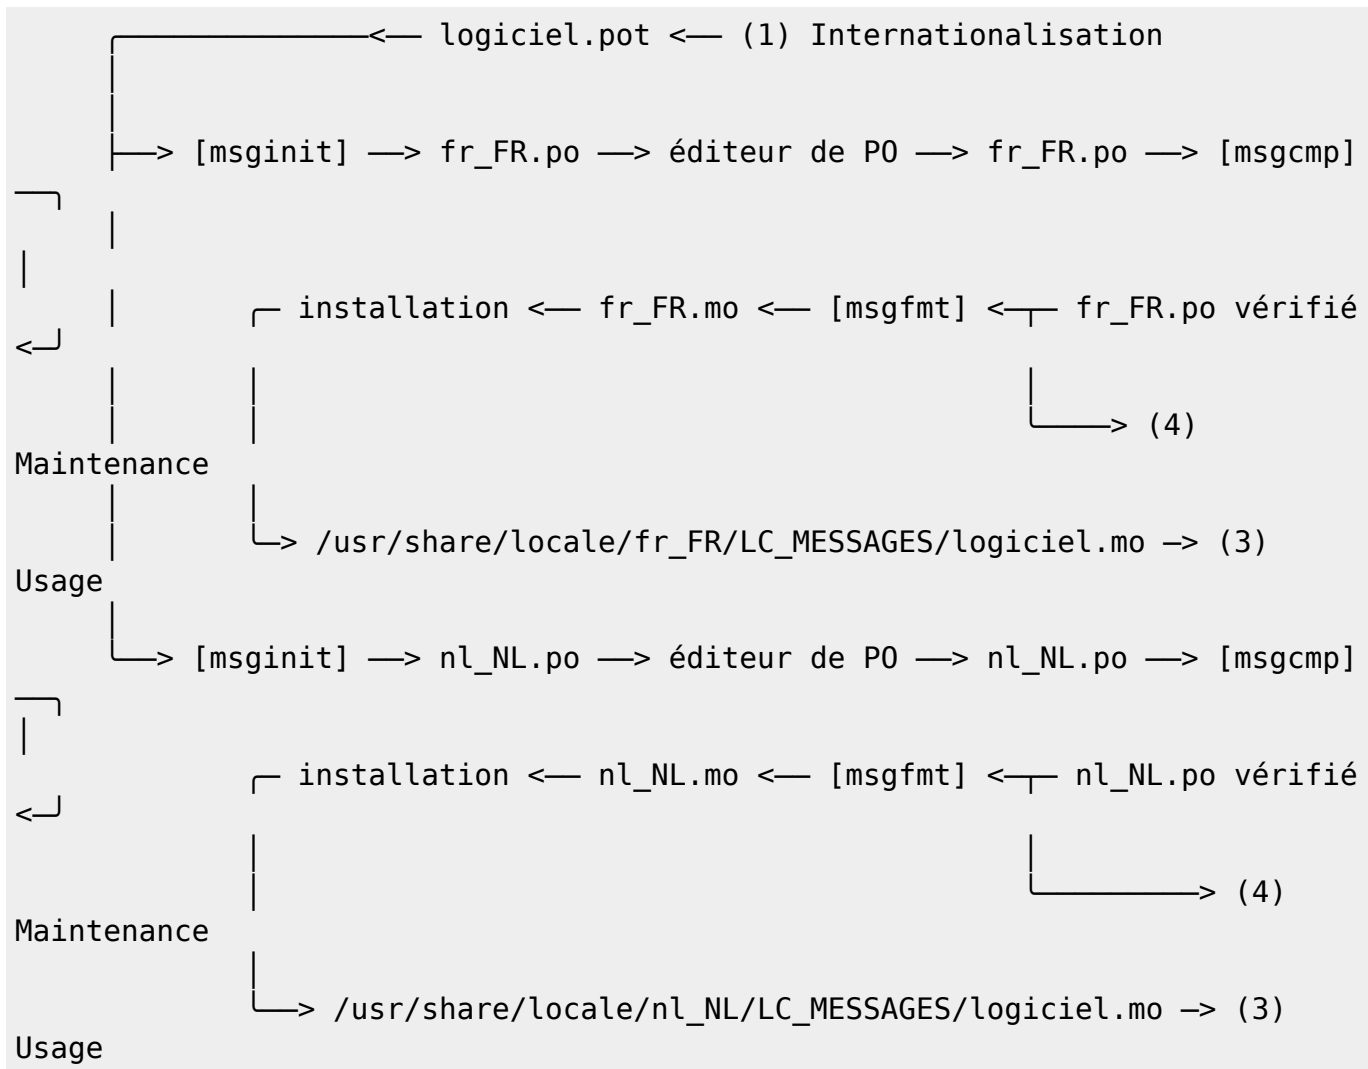 ╭──────────────<── logiciel.pot <── (1) Internationalisation
│
│
├──> [msginit] ──> fr_FR.po ──> éditeur de PO ──> fr_FR.po ──> [msgcmp]
──╮
│
│
│ ╭─ installation <── fr_FR.mo <── [msgfmt] <─┬─ fr_FR.po vérifié
<─╯
│ │ │
│ │ ╰────> (4)
Maintenance
│ │
│ ╰─> /usr/share/locale/fr_FR/LC_MESSAGES/logiciel.mo ─> (3)
Usage
│
╰──> [msginit] ──> nl_NL.po ──> éditeur de PO ──> nl_NL.po ──> [msgcmp]
──╮
│
╭─ installation <── nl_NL.mo <── [msgfmt] <─┬─ nl_NL.po vérifié
<─╯
│ │
│ ╰─────────> (4)
Maintenance
│
╰──> /usr/share/locale/nl_NL/LC_MESSAGES/logiciel.mo ─> (3)
Usage